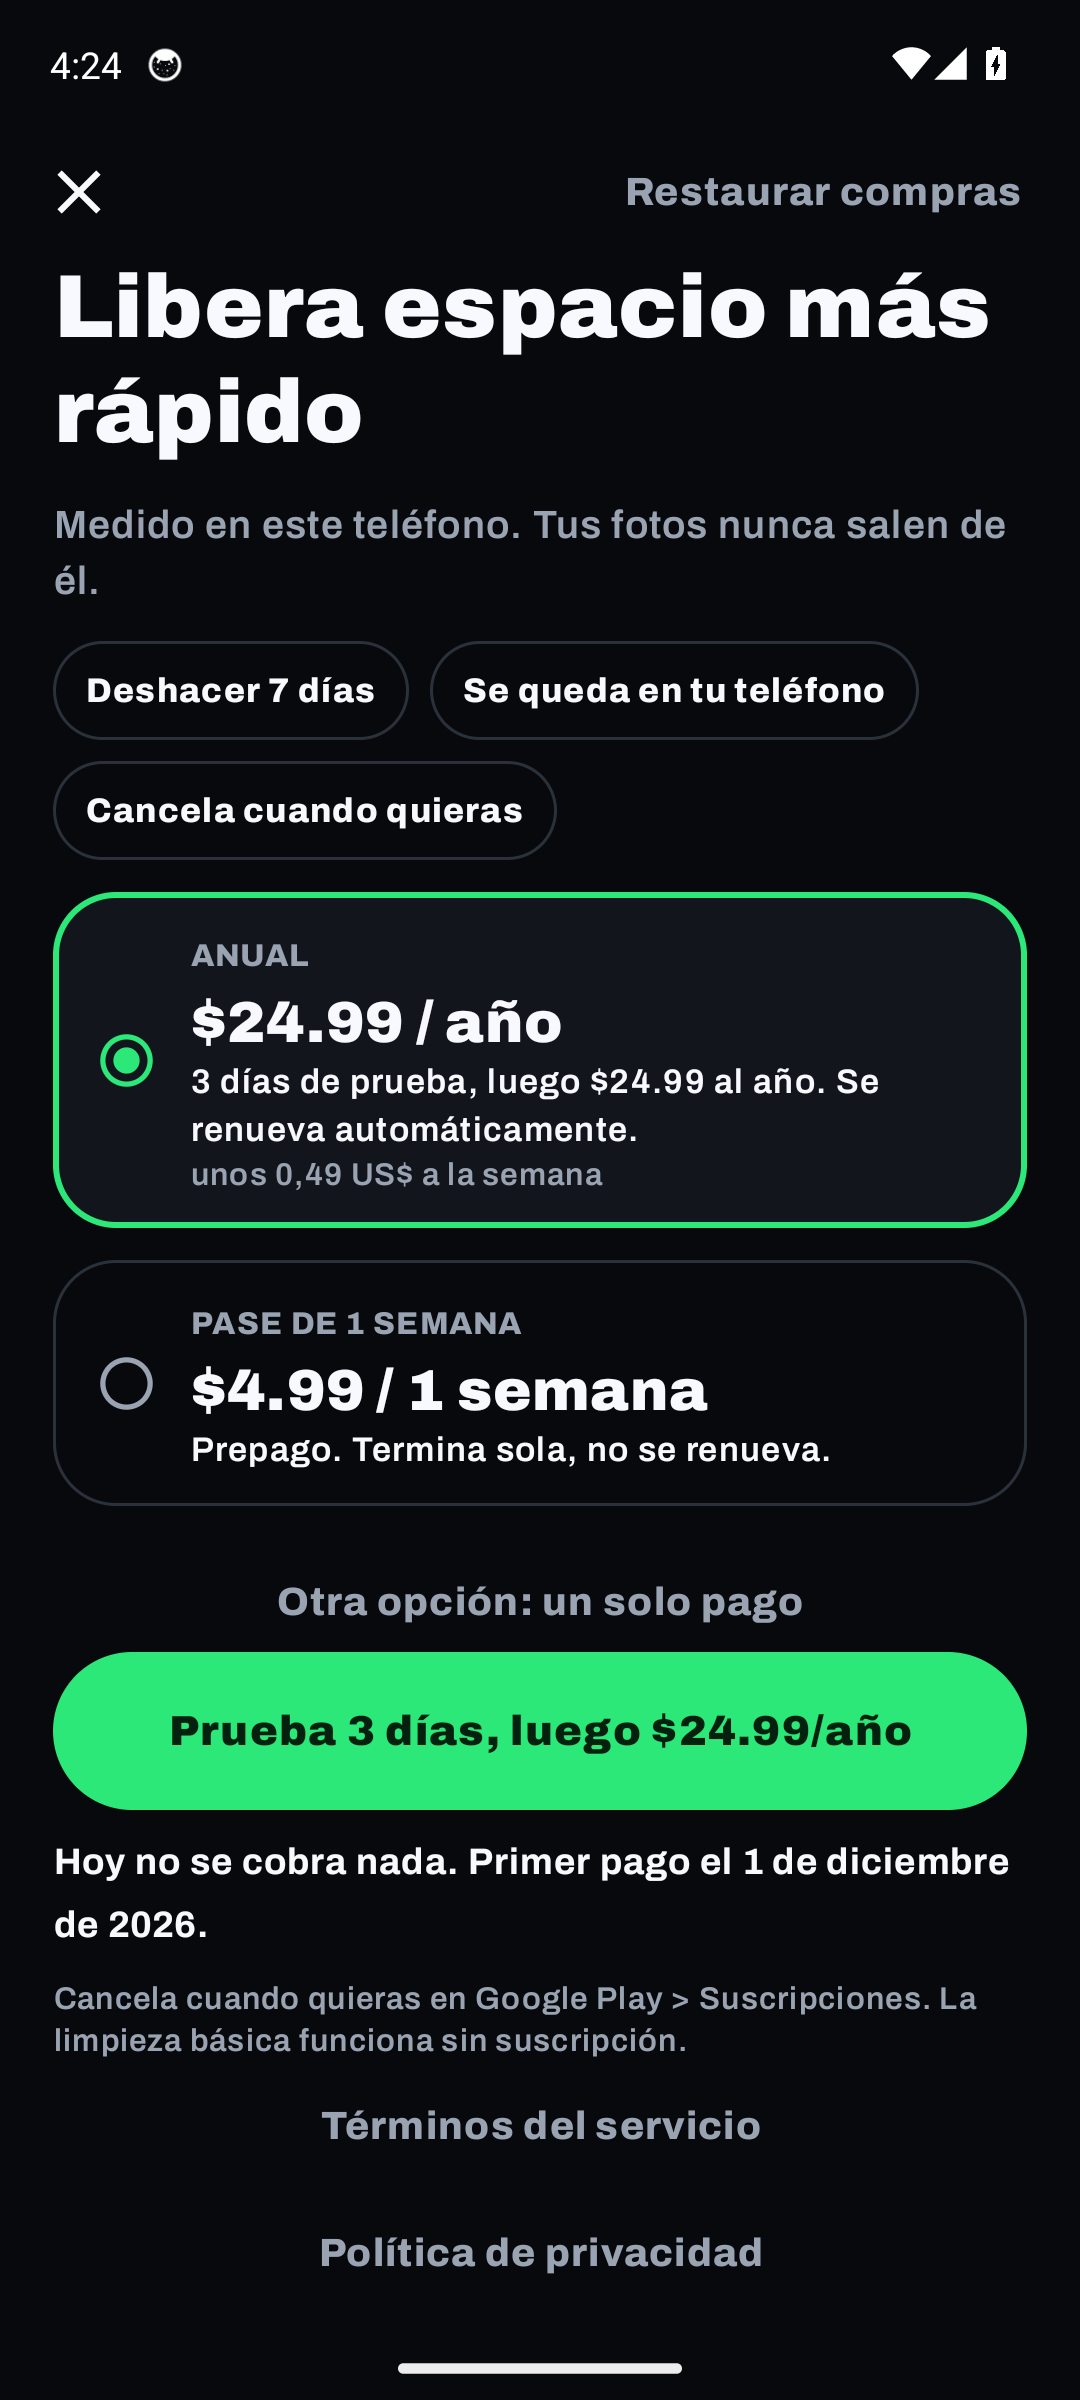 4:24
Restaurar compras
Libera espacio más
rápido
Medido en este teléfono. Tus fotos nunca salen de
él.
Deshacer 7 días
Se queda en tu teléfono
Cancela cuando quieras
ANUAL
$24.99 / año
3 días de prueba, luego $24.99 al año. Se
renueva automáticamente.
unos 0,49 US$ a la semana
PASE DE 1 SEMANA
$4.99 / 1 semana
Prepago. Termina sola, no se renueva.
Otra opción: un solo pago
Prueba 3 días, luego $24.99/año
Hoy no se cobra nada. Primer pago el 1 de diciembre
de 2026.
Cancela cuando quieras en Google Play > Suscripciones. La
limpieza básica funciona sin suscripción.
Términos del servicio
Política de privacidad